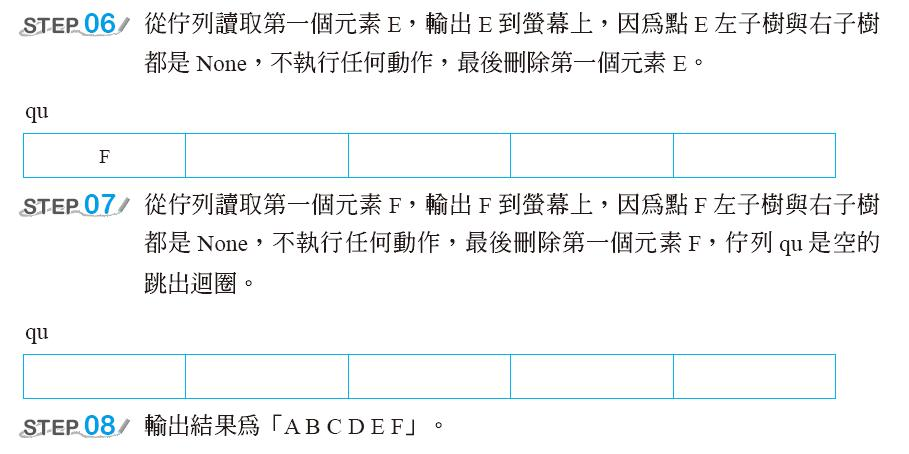 STEP 06 從佇列讀取第一個元素 E，輸出 E 到螢幕上，因為點 E 左子樹與右子樹
都是 None，不執行任何動作，最後刪除第一個元素 E。
qu
F
STEP 07 從佇列讀取第一個元素 F，輸出 F 到螢幕上，因為點 F 左子樹與右子樹
都是 None，不執行任何動作，最後刪除第一個元素 F，佇列 qu 是空的
跳出迴圈。
qu
STEP 08 輸出結果為「A B C D E F」。